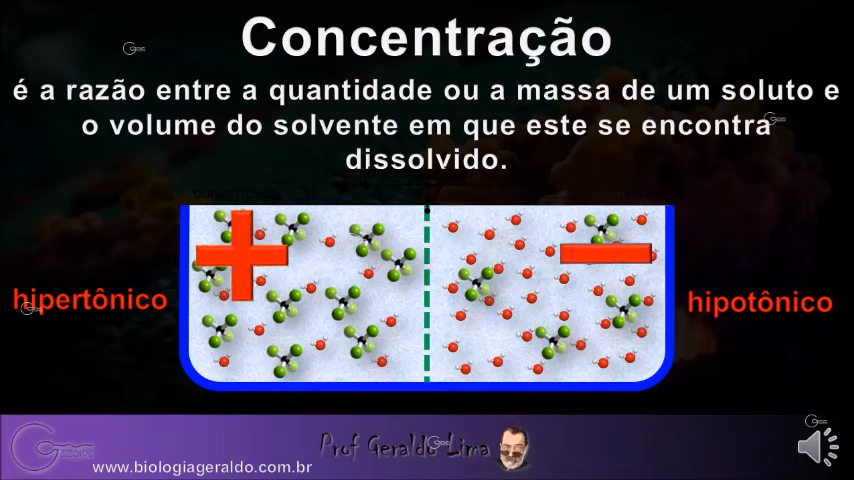 Concentração
é a razão entre a quantidade ou a massa de um soluto e
o volume do solvente em que este se encontra
dissolvido.
hipertônico
hipotônico
Prof Geraldo Lima
www.biologiageraldo.com.br